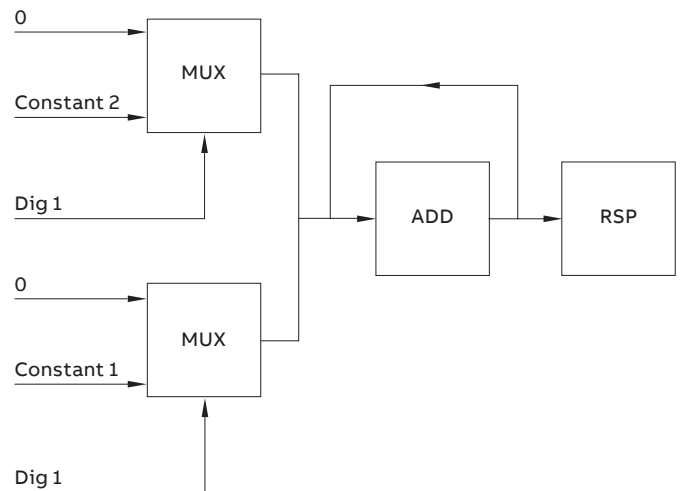 0
MUX
Constant 2
Dig 1
ADD
RSP
0
MUX
Constant 1
Dig 1